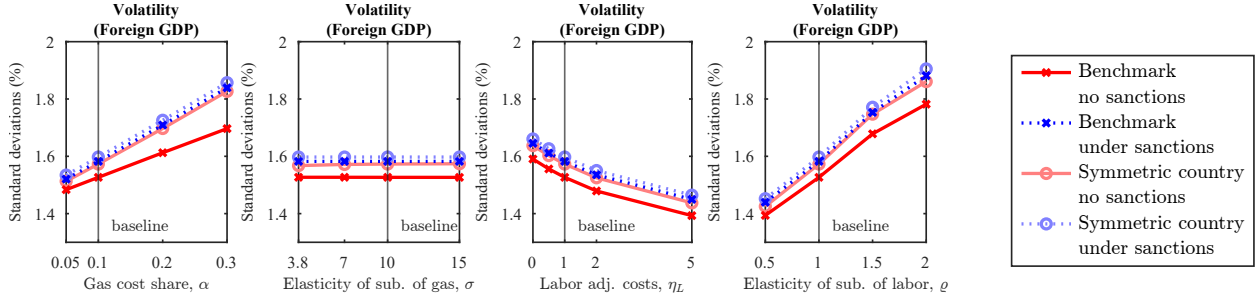 Volatility
(Foreign GDP)
Standard deviations (%)
2
1.8
1.6
1.4
baseline
0.05 0.1 0.2 0.3
Gas cost share, α
Volatility
(Foreign GDP)
Standard deviations (%)
2
1.8
1.6
1.4
baseline
3.8 7 10 15
Elasticity of sub. of gas, σ
Volatility
(Foreign GDP)
Standard deviations (%)
2
1.8
1.6
1.4
baseline
0 1 2 5
Labor adj. costs, η_L
Volatility
(Foreign GDP)
Standard deviations (%)
2
1.8
1.6
1.4
baseline
0.5 1 1.5 2
Elasticity of sub. of labor, ϱ
Benchmark
no sanctions
Benchmark
under sanctions
Symmetric country
no sanctions
Symmetric country
under sanctions